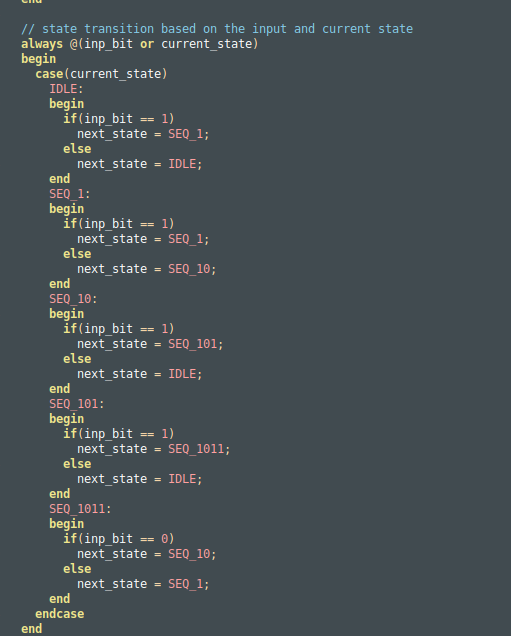 end
// state transition based on the input and current state
always @(inp_bit or current_state)
begin
case(current_state)
IDLE:
begin
if(inp_bit == 1)
next_state = SEQ_1;
else
next_state = IDLE;
end
SEQ_1:
begin
if(inp_bit == 1)
next_state = SEQ_1;
else
next_state = SEQ_10;
end
SEQ_10:
begin
if(inp_bit == 1)
next_state = SEQ_101;
else
next_state = IDLE;
end
SEQ_101:
begin
if(inp_bit == 1)
next_state = SEQ_1011;
else
next_state = IDLE;
end
SEQ_1011:
begin
if(inp_bit == 0)
next_state = SEQ_10;
else
next_state = SEQ_1;
end
endcase
end